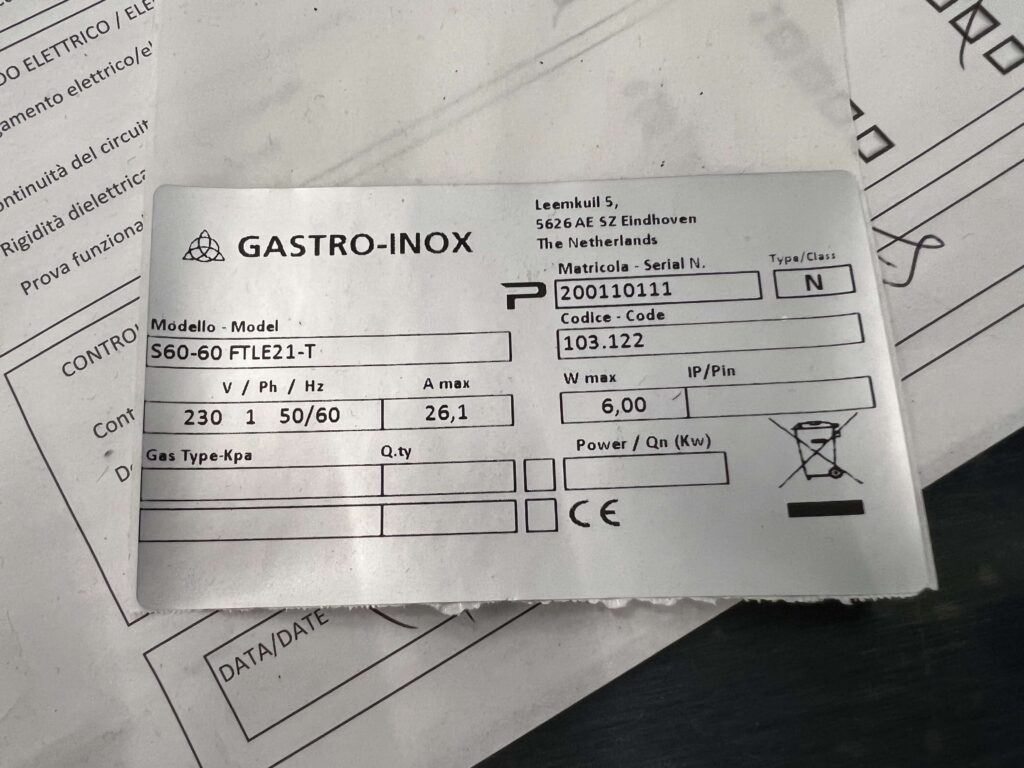 DO ELETTRICO / ELE
amento elettrico/e
ontinuità del circuit
Rigidità dielettrica
Prova funziona
CONTRO
Cont
GASTRO-INOX
Leemkuil 5,
5626 AE SZ Eindhoven
The Netherlands
Matricola - Serial N.
Type/Class
200110111
N
Modello - Model
S60-60 FTLE21-T
Codice - Code
103.122
V / Ph / Hz
A max
230 1 50/60
26,1
W max
IP/Pin
6,00
Gas Type-Kpa
Q.ty
Power / Qn (Kw)
CE
DATA/DATE